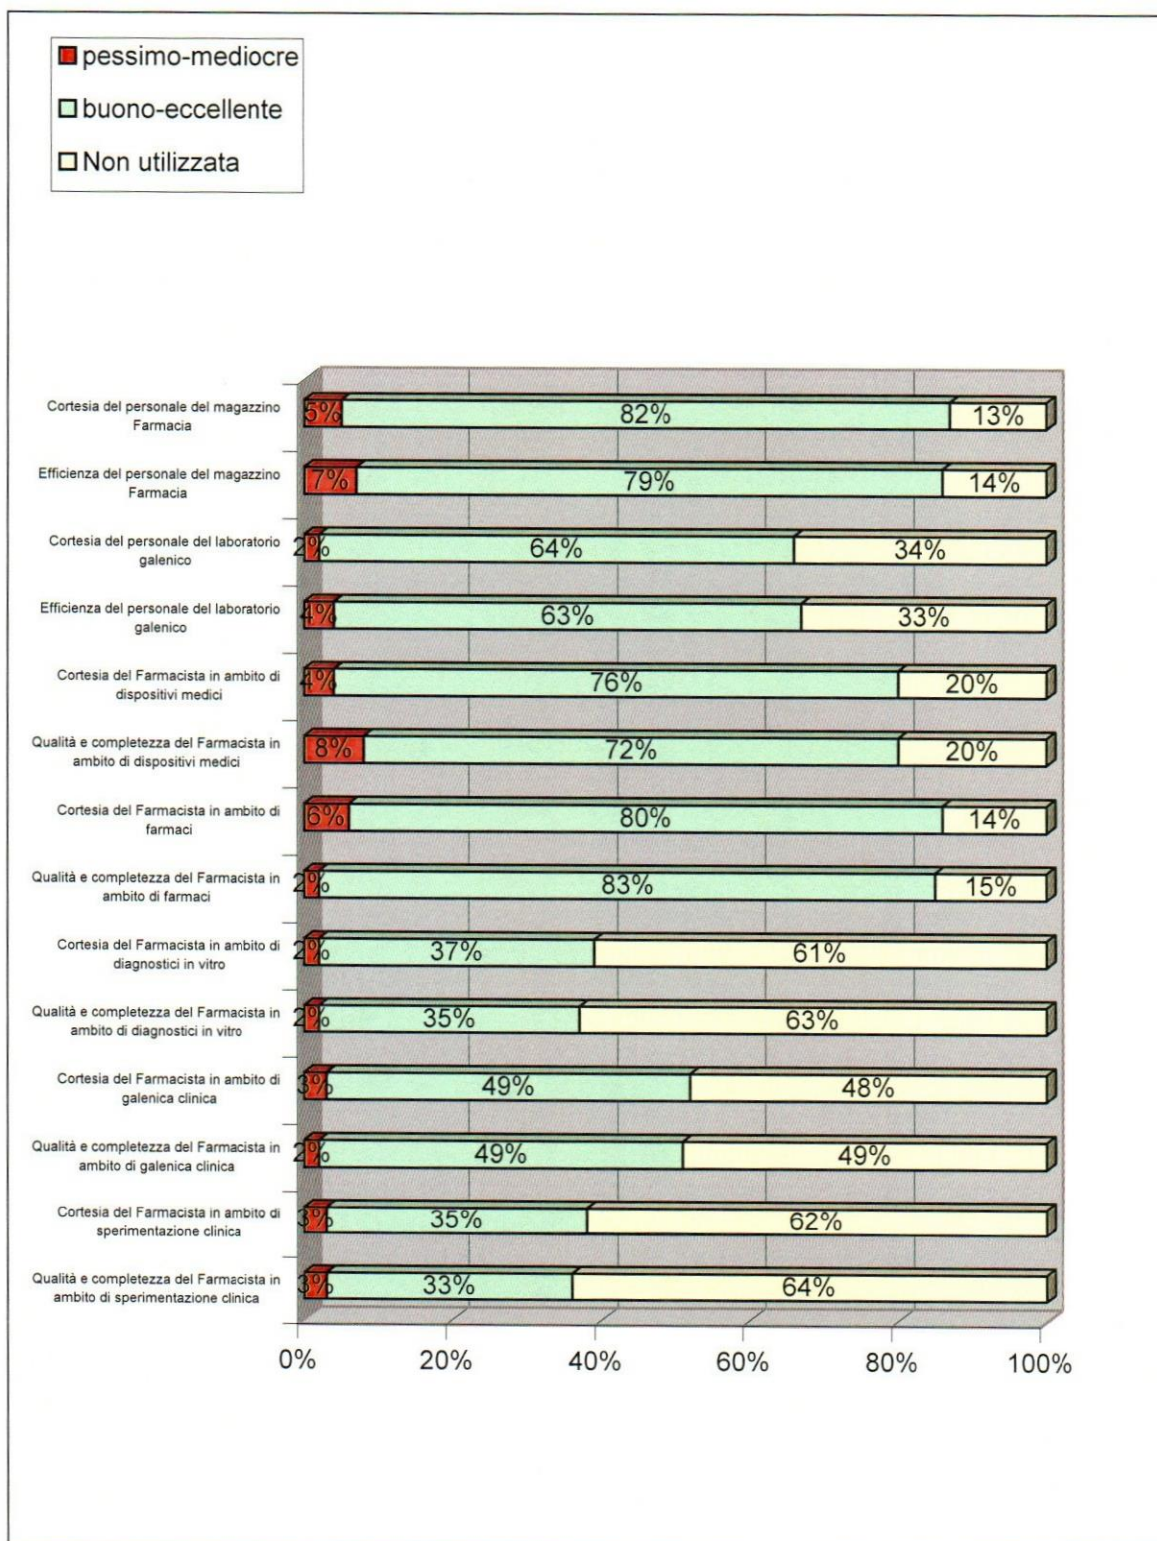 pessimo-mediocre
buono-eccellente
Non utilizzata
Cortesia del personale del magazzino
Farmacia
5% 82% 13%
Efficienza del personale del magazzino
Farmacia
7% 79% 14%
Cortesia del personale del laboratorio
galenico
2% 64% 34%
Efficienza del personale del laboratorio
galenico
4% 63% 33%
Cortesia del Farmacista in ambito di
dispositivi medici
4% 76% 20%
Qualità e completezza del Farmacista in
ambito di dispositivi medici
8% 72% 20%
Cortesia del Farmacista in ambito di
farmaci
6% 80% 14%
Qualità e completezza del Farmacista in
ambito di farmaci
2% 83% 15%
Cortesia del Farmacista in ambito di
diagnostici in vitro
2% 37% 61%
Qualità e completezza del Farmacista in
ambito di diagnostici in vitro
2% 35% 63%
Cortesia del Farmacista in ambito di
galenica clinica
3% 49% 48%
Qualità e completezza del Farmacista in
ambito di galenica clinica
2% 49% 49%
Cortesia del Farmacista in ambito di
sperimentazione clinica
3% 35% 62%
Qualità e completezza del Farmacista in
ambito di sperimentazione clinica
3% 33% 64%
0% 20% 40% 60% 80% 100%